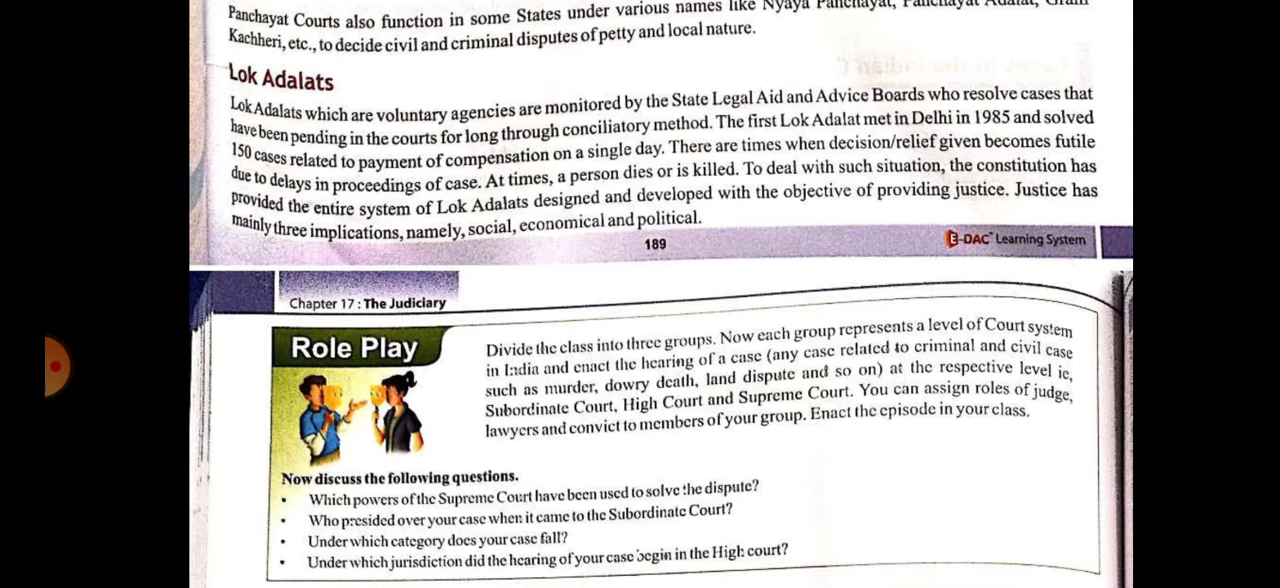 Panchayat Courts also function in some States under various names like Nyaya Panchayat, Panchayat Adalat, Gram
Kachheri, etc., to decide civil and criminal disputes of petty and local nature.
Lok Adalats
Lok Adalats which are voluntary agencies are monitored by the State Legal Aid and Advice Boards who resolve cases that
have been pending in the courts for long through conciliatory method. The first Lok Adalat met in Delhi in 1985 and solved
150 cases related to payment of compensation on a single day. There are times when decision/relief given becomes futile
due to delays in proceedings of case. At times, a person dies or is killed. To deal with such situation, the constitution has
provided the entire system of Lok Adalats designed and developed with the objective of providing justice. Justice has
mainly three implications, namely, social, economical and political.
189
E-DAC Learning System
Chapter 17 : The Judiciary
Role Play
Divide the class into three groups. Now each group represents a level of Court system
in India and enact the hearing of a case (any case related to criminal and civil case
such as murder, dowry death, land dispute and so on) at the respective level ie,
Subordinate Court, High Court and Supreme Court. You can assign roles of judge,
lawyers and convict to members of your group. Enact the episode in your class.
Now discuss the following questions.
• Which powers of the Supreme Court have been used to solve the dispute?
• Who presided over your case when it came to the Subordinate Court?
• Under which category does your case fall?
• Under which jurisdiction did the hearing of your case begin in the High court?